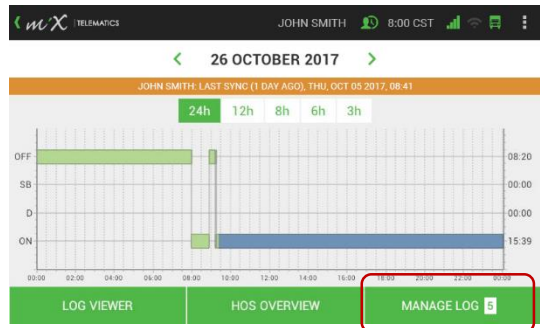 mix TELEMATICS JOHN SMITH 8:00 CST
26 OCTOBER 2017
JOHN SMITH: LAST SYNC (1 DAY AGO), THU, OCT 05 2017, 08:41
24h 12h 8h 6h 3h
OFF 08:20
SB 00:00
D 00:00
ON 15:39
00:00 02:00 04:00 06:00 08:00 10:00 12:00 14:00 16:00 18:00 20:00 22:00 00:00
LOG VIEWER HOS OVERVIEW MANAGE LOG 5